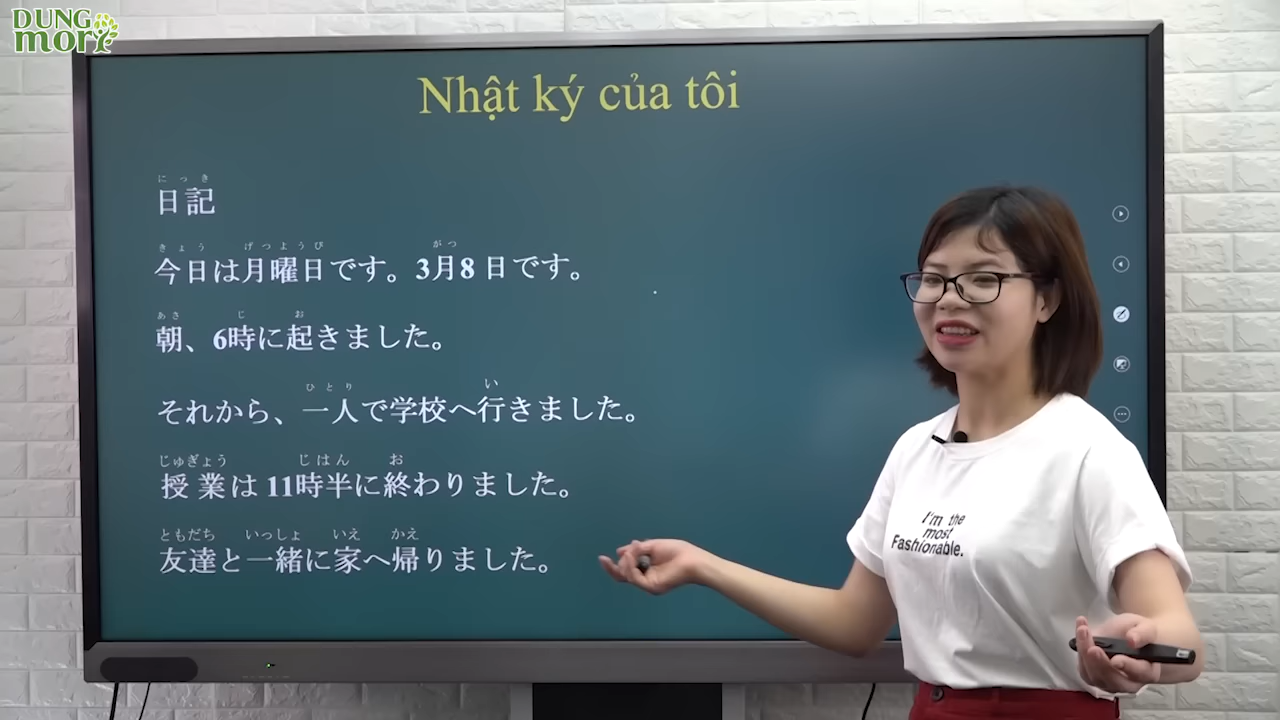 DUNG
mori
Nhật ký của tôi
にっき
日記
きょう げつようび がつ
今日は月曜日です。3月8日です。
あさ じ お
朝、6時に起きました。
ひとり い
それから、一人で学校へ行きました。
じゅぎょう じはん お
授業は11時半に終わりました。
ともだち いっしょ いえ かえ
友達と一緒に家へ帰りました。
I'm the
most
Fashionable.